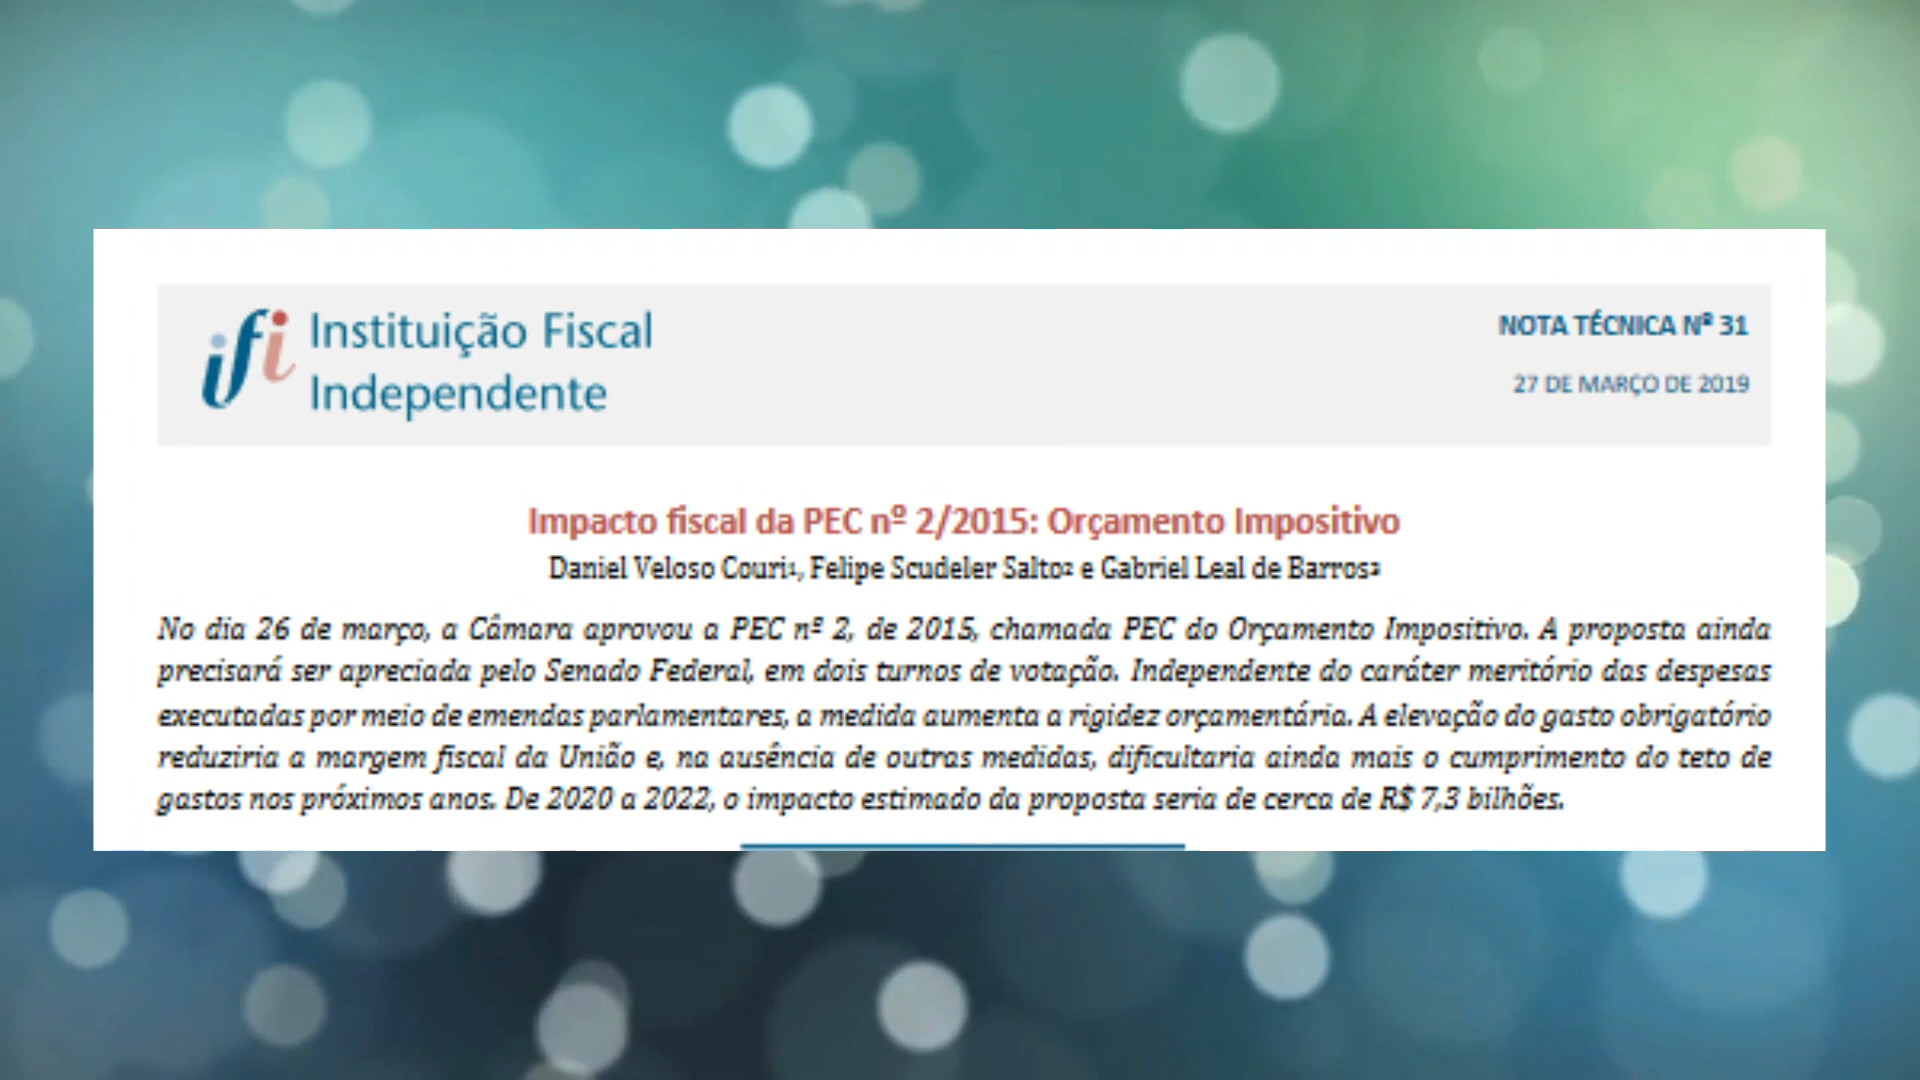 ifi
Instituição Fiscal
Independente
NOTA TÉCNICA Nº 31
27 DE MARÇO DE 2019
Impacto fiscal da PEC nº 2/2015: Orçamento Impositivo
Daniel Veloso Couri¹, Felipe Scudeler Salto² e Gabriel Leal de Barros³
No dia 26 de março, a Câmara aprovou a PEC nº 2, de 2015, chamada PEC do Orçamento Impositivo. A proposta ainda
precisará ser apreciada pelo Senado Federal, em dois turnos de votação. Independente do caráter meritório das despesas
executadas por meio de emendas parlamentares, a medida aumenta a rigidez orçamentária. A elevação do gasto obrigatório
reduziria a margem fiscal da União e, na ausência de outras medidas, dificultaria ainda mais o cumprimento do teto de
gastos nos próximos anos. De 2020 a 2022, o impacto estimado da proposta seria de cerca de R$ 7,3 bilhões.